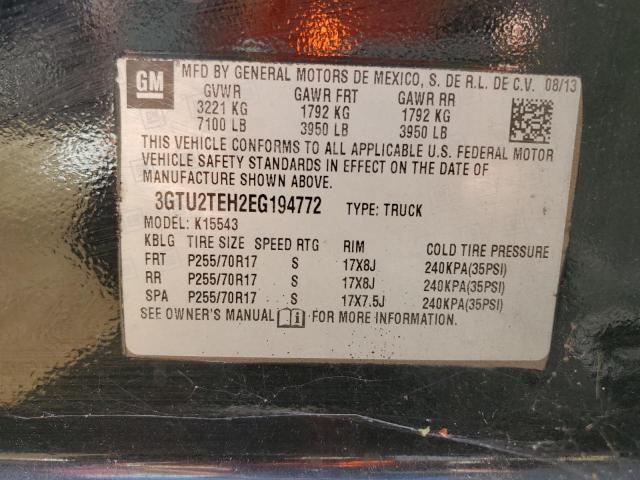 GM
MFD BY GENERAL MOTORS DE MEXICO, S. DE R.L. DE C.V. 08/13
GVWR GAWR FRT GAWR RR
3221 KG 1792 KG 1792 KG
7100 LB 3950 LB 3950 LB
THIS VEHICLE CONFORMS TO ALL APPLICABLE U.S. FEDERAL MOTOR
VEHICLE SAFETY STANDARDS IN EFFECT ON THE DATE OF
MANUFACTURE SHOWN ABOVE.
3GTU2TEH2EG194772 TYPE: TRUCK
MODEL: K15543
KBLG TIRE SIZE SPEED RTG RIM COLD TIRE PRESSURE
FRT P255/70R17 S 17X8J 240KPA(35PSI)
RR P255/70R17 S 17X8J 240KPA(35PSI)
SPA P255/70R17 S 17X7.5J 240KPA(35PSI)
SEE OWNER'S MANUAL FOR MORE INFORMATION.